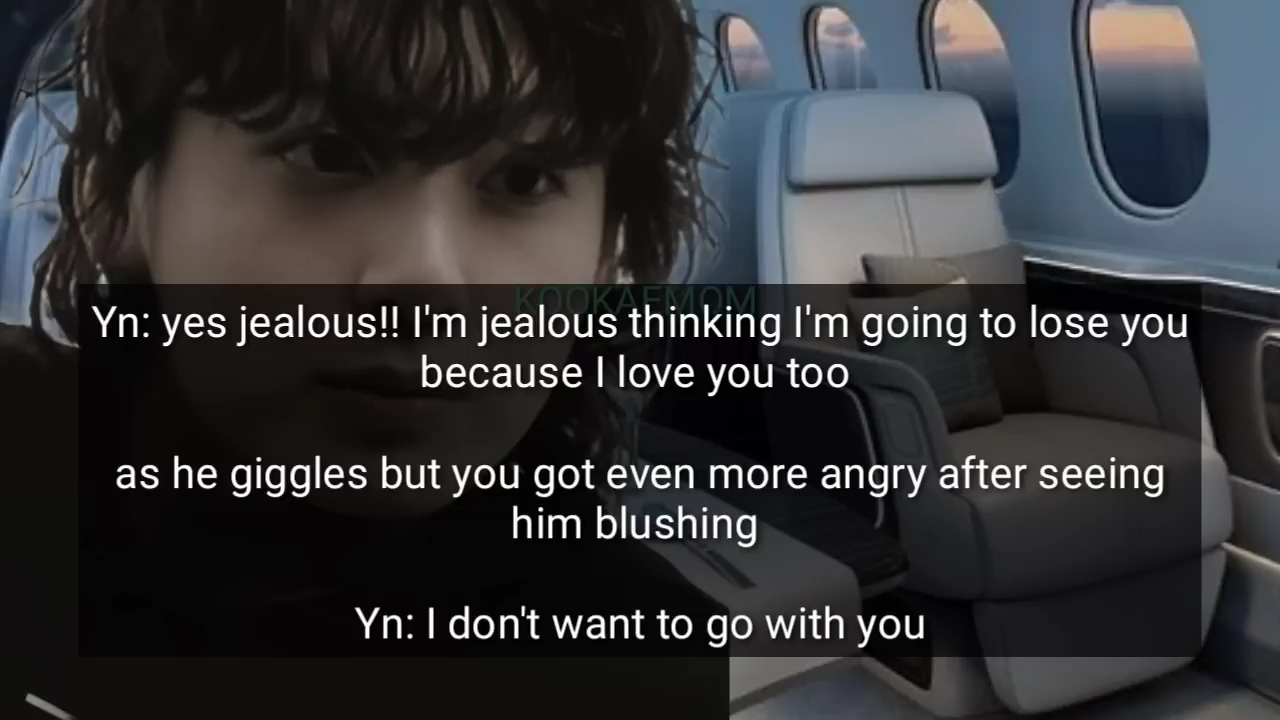 KOOKAEMOM
Yn: yes jealous!! I'm jealous thinking I'm going to lose you
because I love you too
as he giggles but you got even more angry after seeing
him blushing
Yn: I don't want to go with you